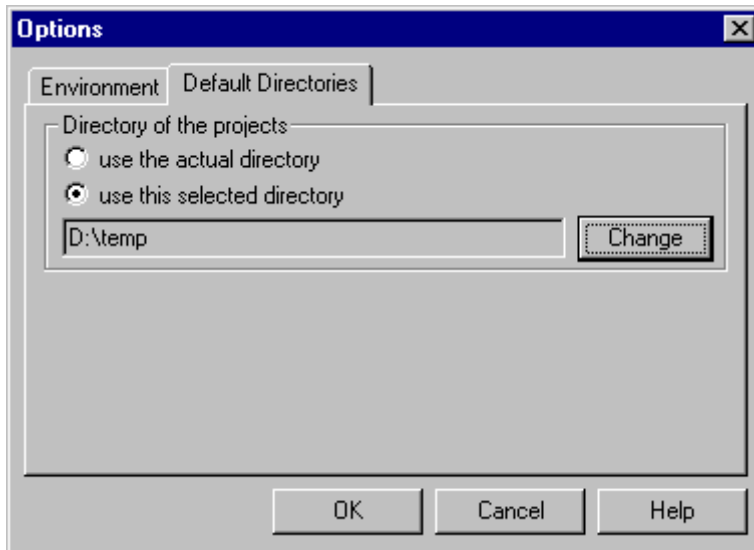 Options
Environment Default Directories
Directory of the projects
use the actual directory
use this selected directory
D:\temp Change
OK Cancel Help